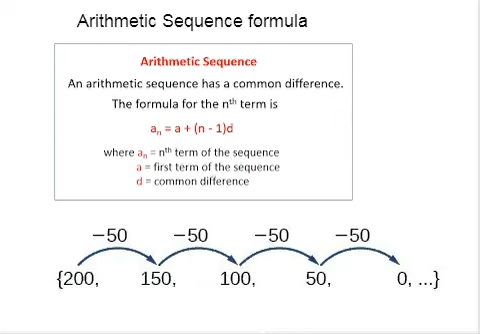 Arithmetic Sequence formula
Arithmetic Sequence
An arithmetic sequence has a common difference.
The formula for the nth term is
aₙ = a + (n - 1)d
where aₙ = nth term of the sequence
a = first term of the sequence
d = common difference
−50 −50 −50 −50
{200, 150, 100, 50, 0, ...}